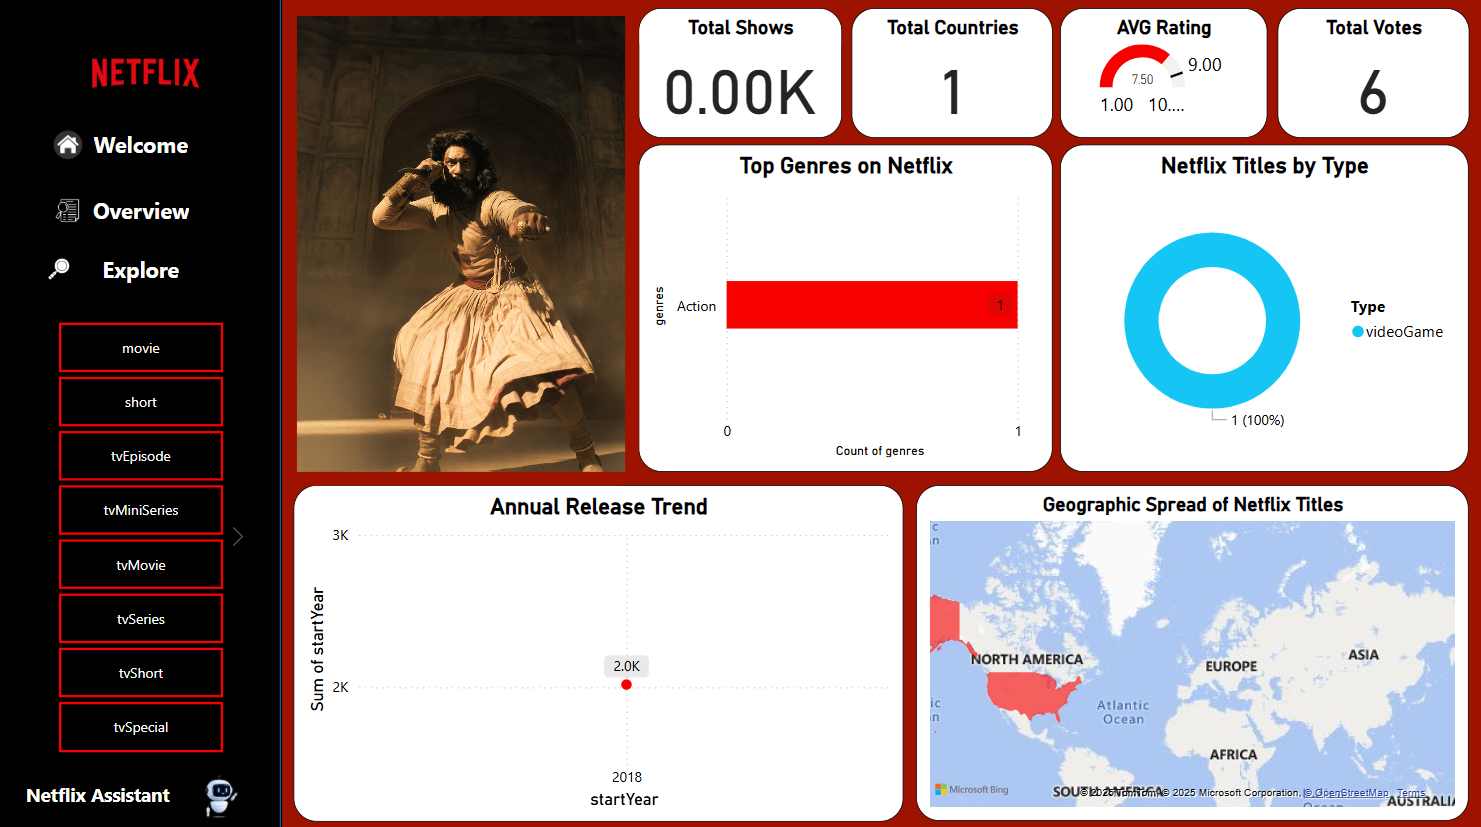 NETFLIX
Welcome
Overview
Explore
movie
short
tvEpisode
tvMiniSeries
tvMovie
tvSeries
tvShort
tvSpecial
Netflix Assistant
Total Shows
0.00K
Total Countries
1
AVG Rating
7.50
9.00
1.00
10....
Total Votes
6
Top Genres on Netflix
genres
Action
1
0
1
Count of genres
Netflix Titles by Type
Type
videoGame
1 (100%)
Annual Release Trend
Sum of startYear
3K
2.0K
2K
2018
startYear
Geographic Spread of Netflix Titles
NORTH AMERICA
EUROPE
ASIA
Atlantic
Ocean
AFRICA
Microsoft Bing
© 2025 TomTom, © 2025 Microsoft Corporation, © OpenStreetMap Terms
SOUTH AMERICA
Ocean
AUSTRALIA